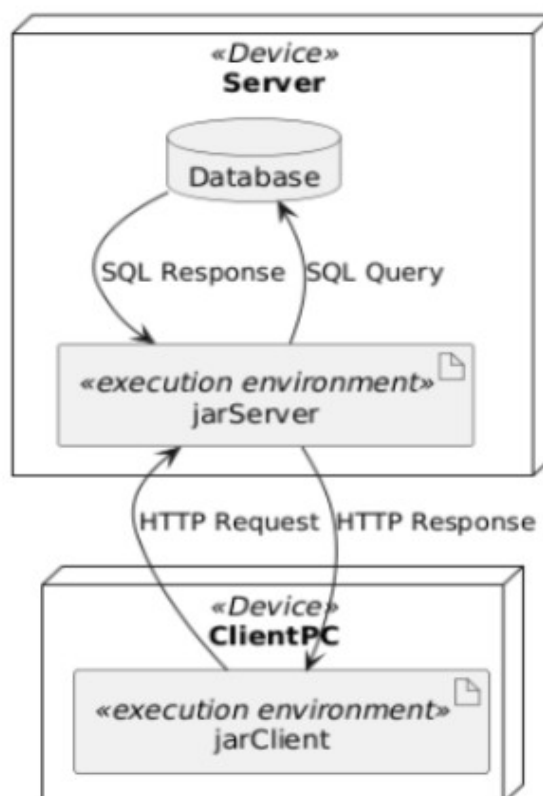 «Device»
Server
Database
SQL Response
SQL Query
«execution environment»
jarServer
HTTP Request
HTTP Response
«Device»
ClientPC
«execution environment»
jarClient